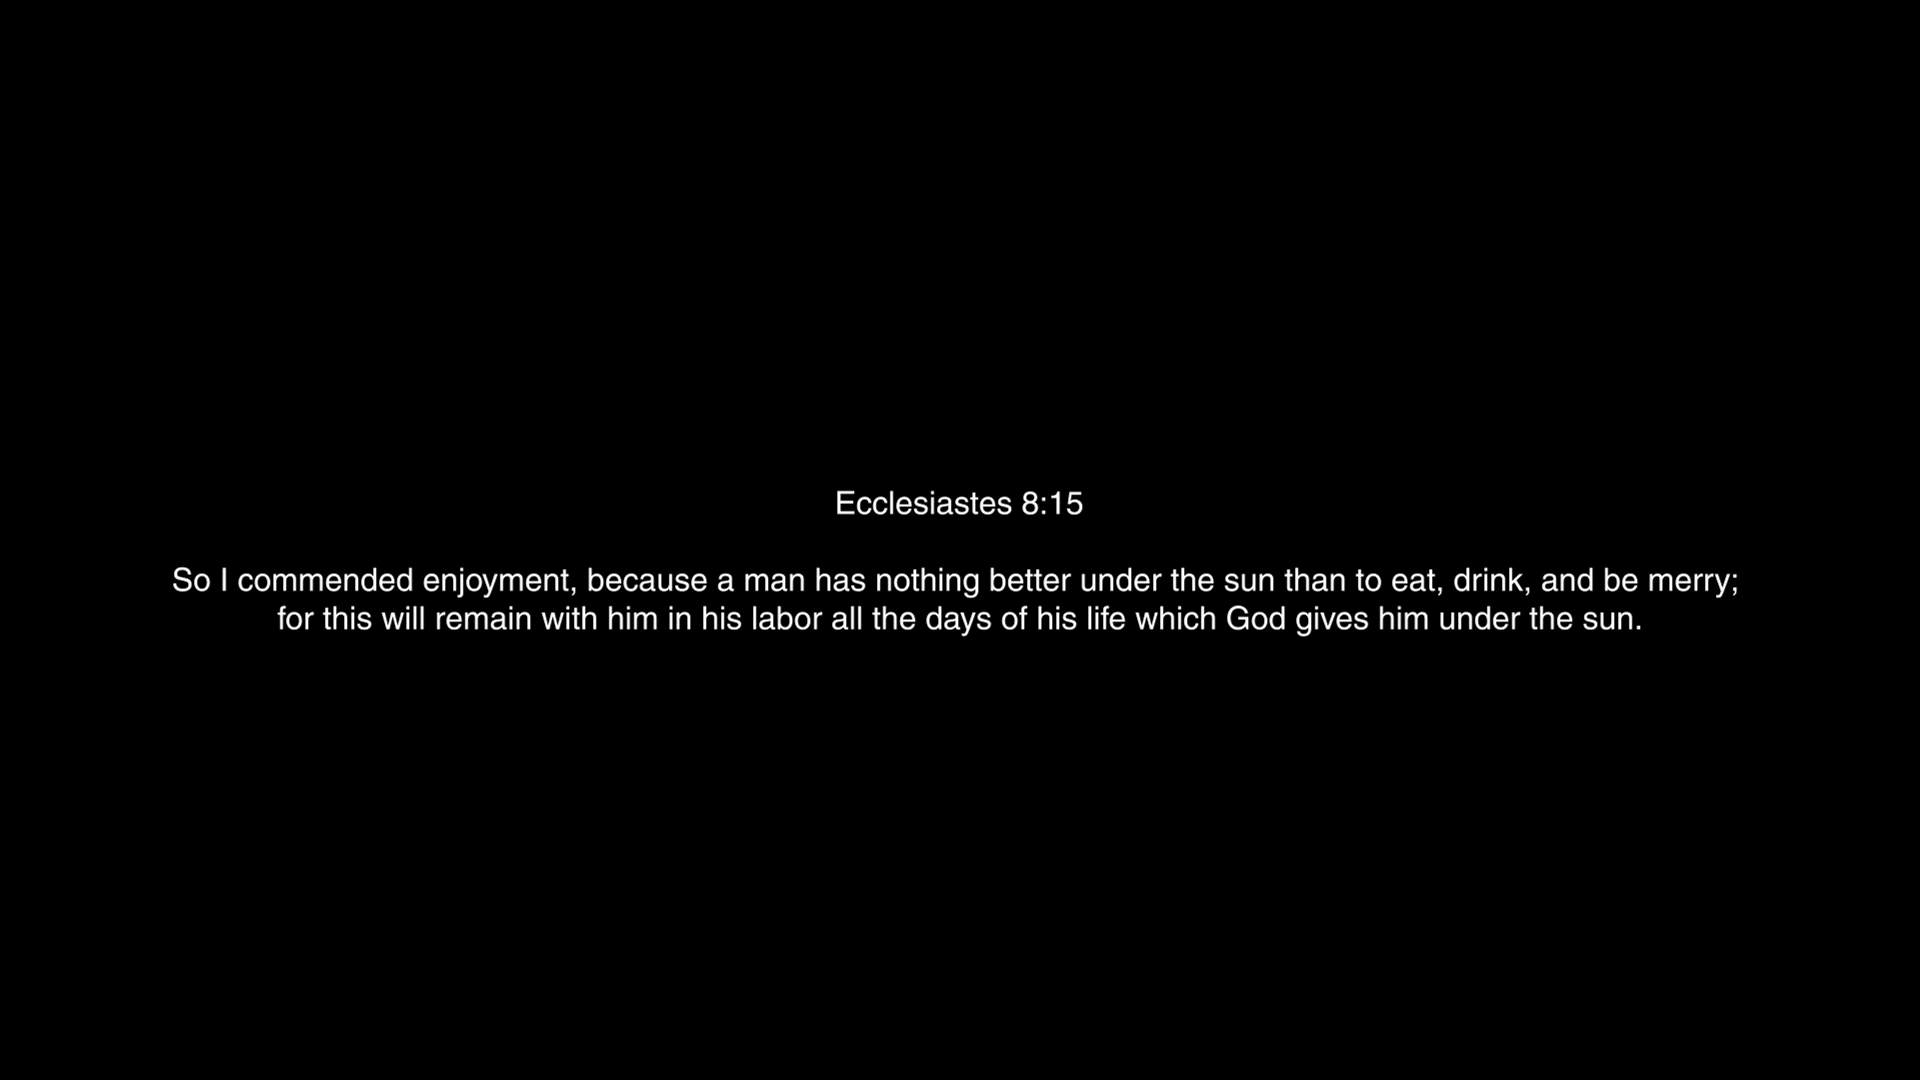 Ecclesiastes 8:15
So I commended enjoyment, because a man has nothing better under the sun than to eat, drink, and be merry;
for this will remain with him in his labor all the days of his life which God gives him under the sun.